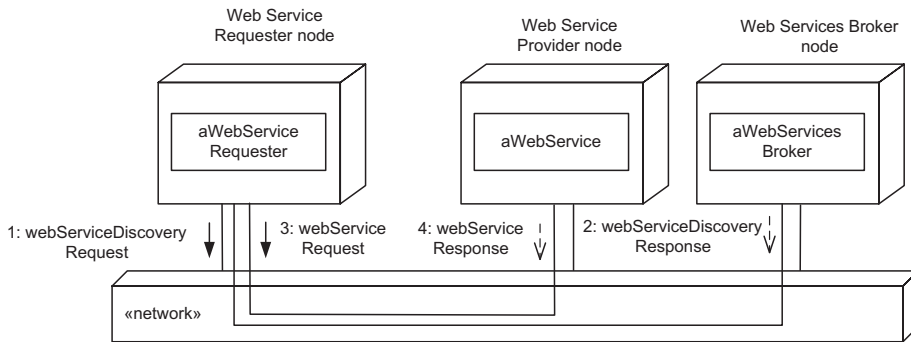 Web Service
Requester node
Web Service
Provider node
Web Services Broker
node
aWebService
Requester
aWebService
aWebServices
Broker
1: webServiceDiscovery
Request
3: webService
Request
4: webService
Response
2: webServiceDiscovery
Response
«network»